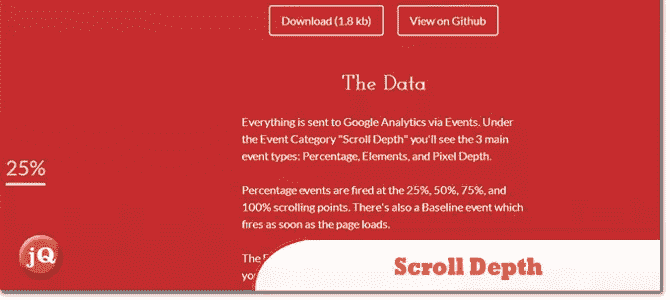 Download (1.8 kb) View on Github
The Data
Everything is sent to Google Analytics via Events. Under
the Event Category "Scroll Depth" you'll see the 3 main
event types: Percentage, Elements, and Pixel Depth.
25%
Percentage events are fired at the 25%, 50%, 75%, and
100% scrolling points. There's also a Baseline event which
fires as soon as the page loads.
The
jQ
Scroll Depth